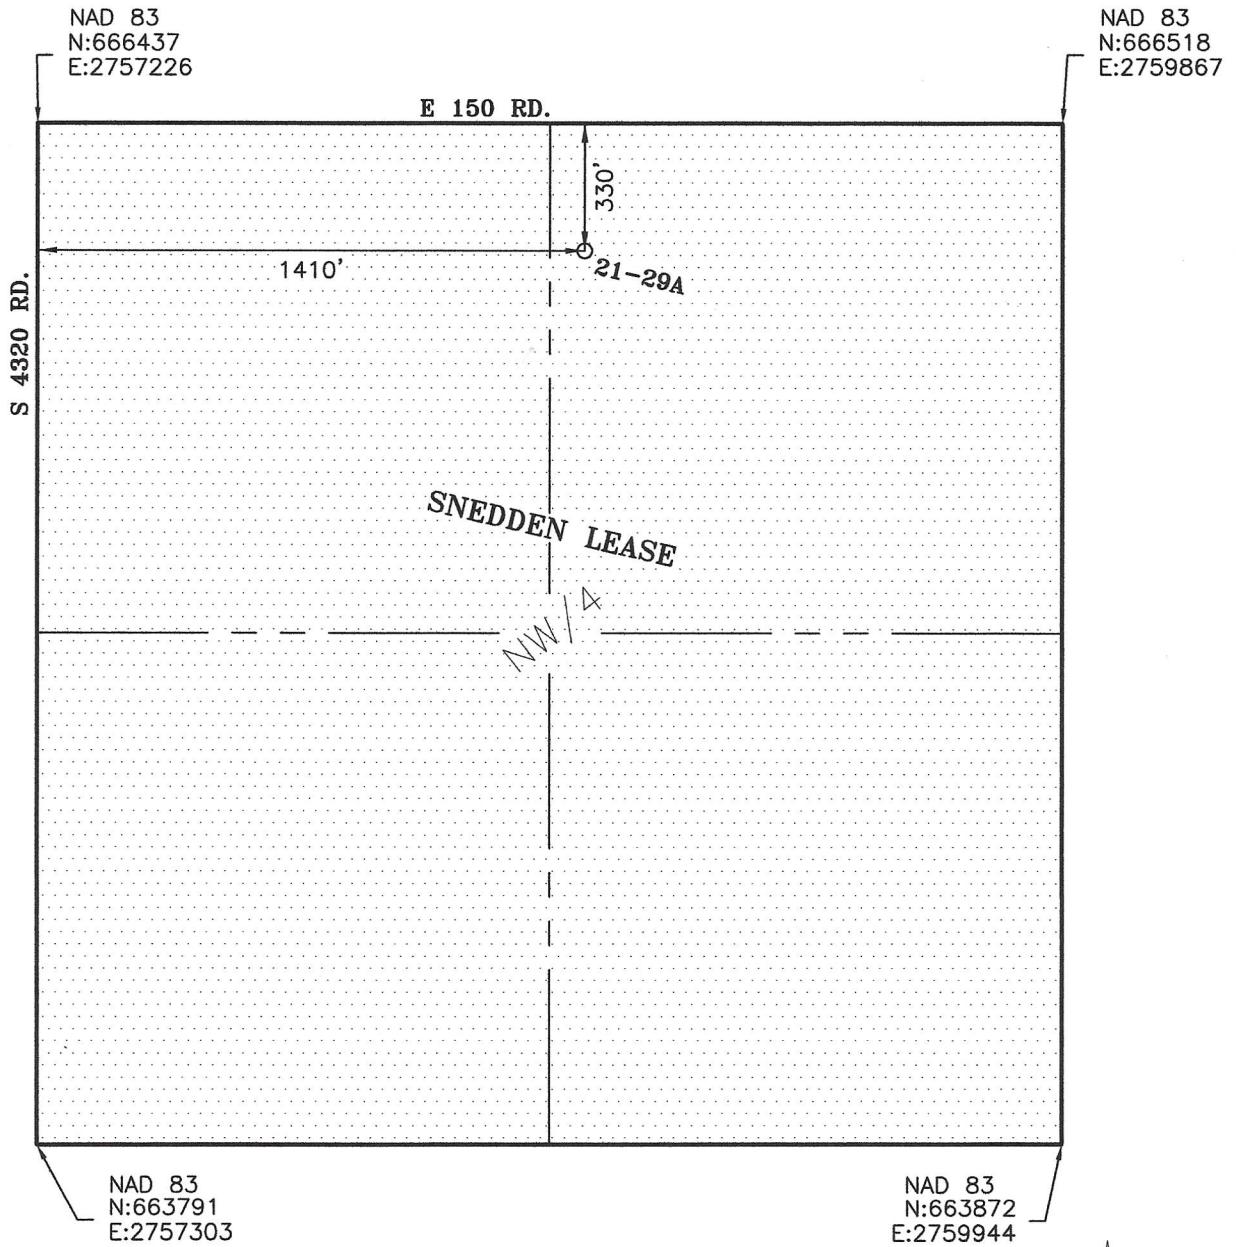 NAD 83
N:666437
E:2757226
NAD 83
N:666518
E:2759867
E 150 RD.
330'
1410'
21-29A
S 4320 RD.
SNEDDEN LEASE
NW/4
NAD 83
N:663791
E:2757303
NAD 83
N:663872
E:2759944